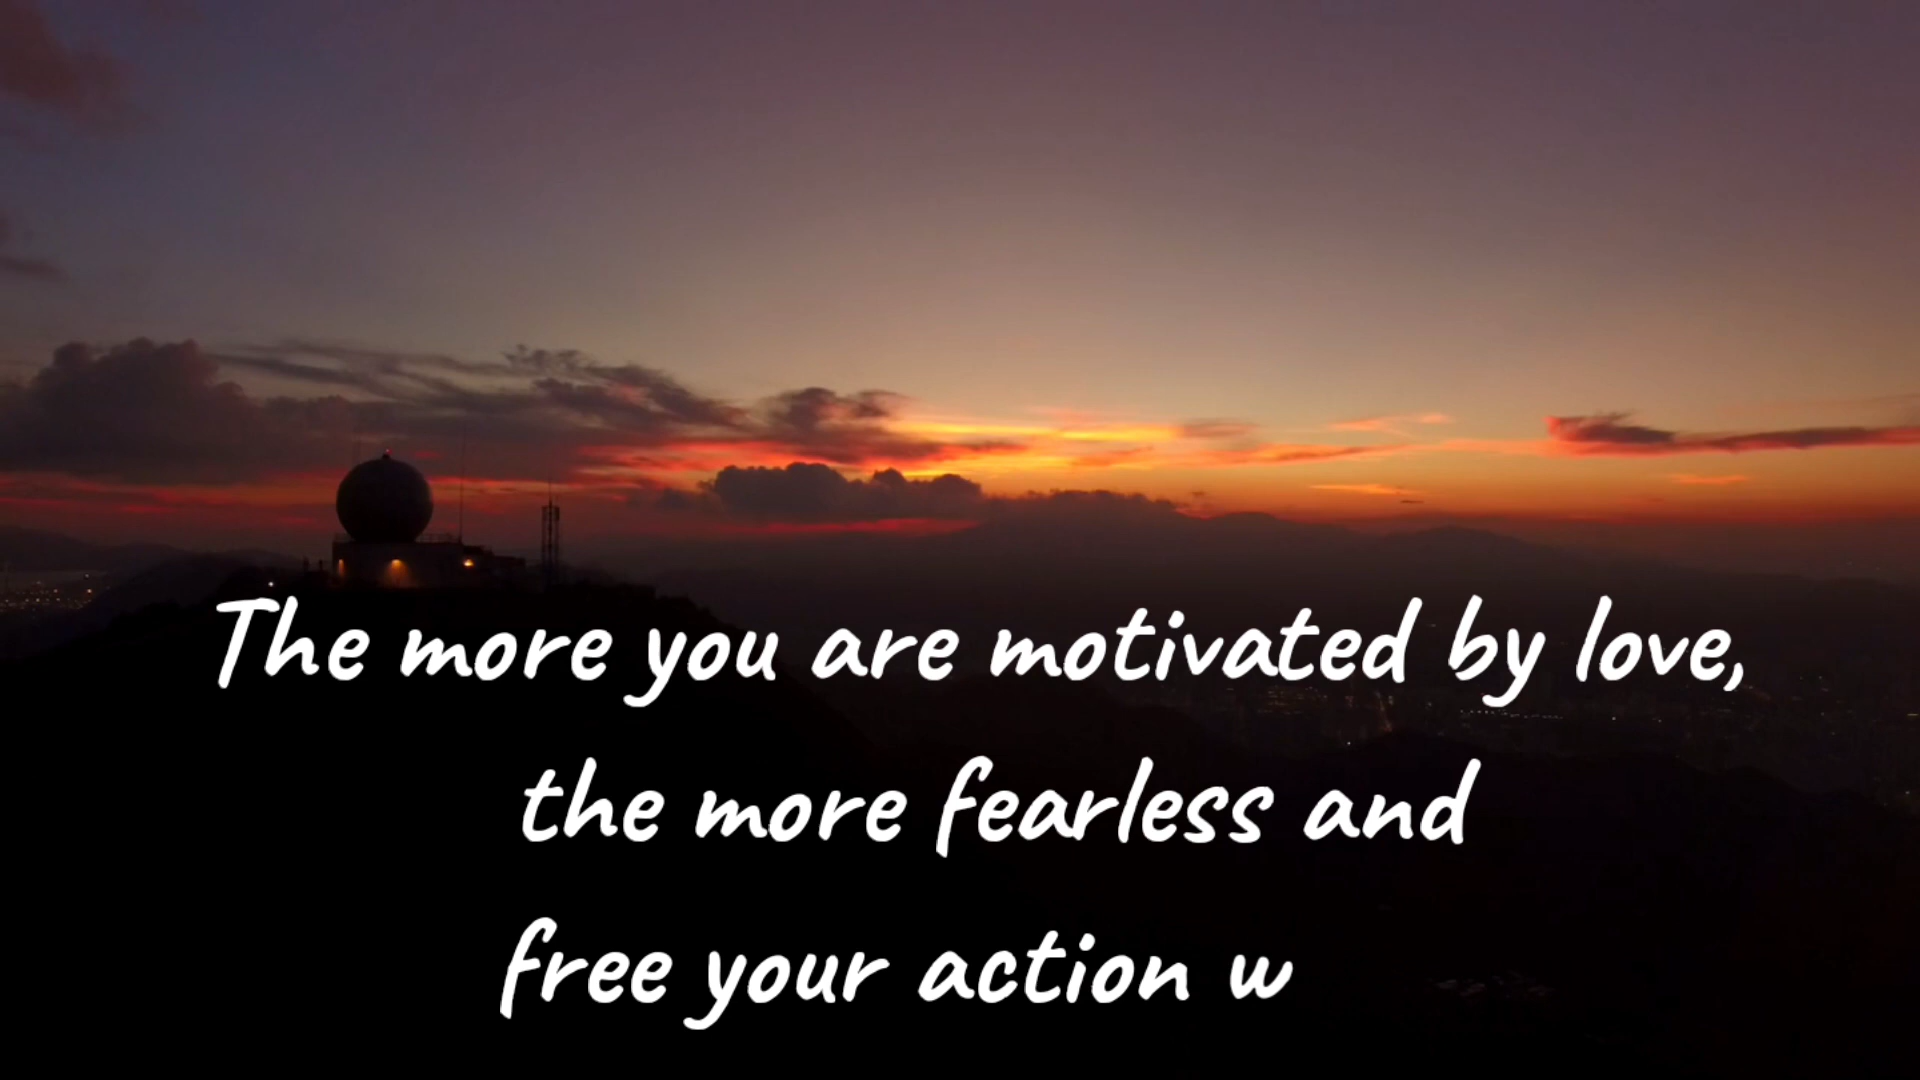 The more you are motivated by love,
the more fearless and
free your action w